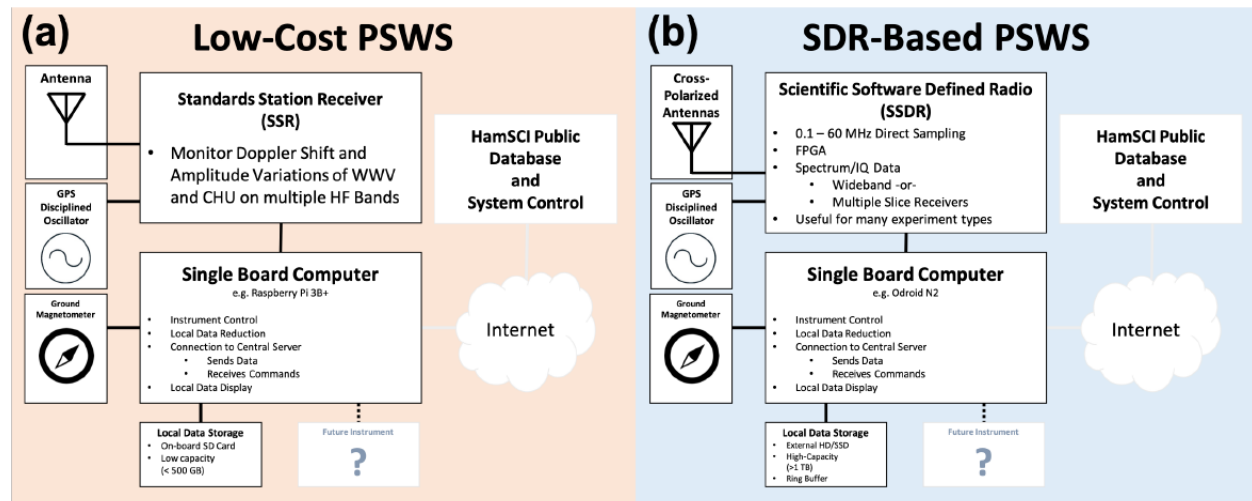 (a)
Low-Cost PSWS
Antenna
Standards Station Receiver
(SSR)
• Monitor Doppler Shift and
Amplitude Variations of WWV
and CHU on multiple HF Bands
GPS
Disciplined
Oscillator
HamSCI Public
Database
and
System Control
Ground
Magnetometer
Single Board Computer
e.g. Raspberry Pi 3B+
• Instrument Control
• Local Data Reduction
• Connection to Central Server
• Sends Data
• Receives Commands
• Local Data Display
Internet
Local Data Storage
• On-board SD Card
• Low capacity
(< 500 GB)
Future Instrument
?
(b)
SDR-Based PSWS
Cross-
Polarized
Antennas
Scientific Software Defined Radio
(SSDR)
• 0.1 – 60 MHz Direct Sampling
• FPGA
• Spectrum/IQ Data
• Wideband -or-
• Multiple Slice Receivers
• Useful for many experiment types
GPS
Disciplined
Oscillator
HamSCI Public
Database
and
System Control
Ground
Magnetometer
Single Board Computer
e.g. Odroid N2
• Instrument Control
• Local Data Reduction
• Connection to Central Server
• Sends Data
• Receives Commands
• Local Data Display
Internet
Local Data Storage
• External HD/SSD
• High-Capacity
(>1 TB)
• Ring Buffer
Future Instrument
?